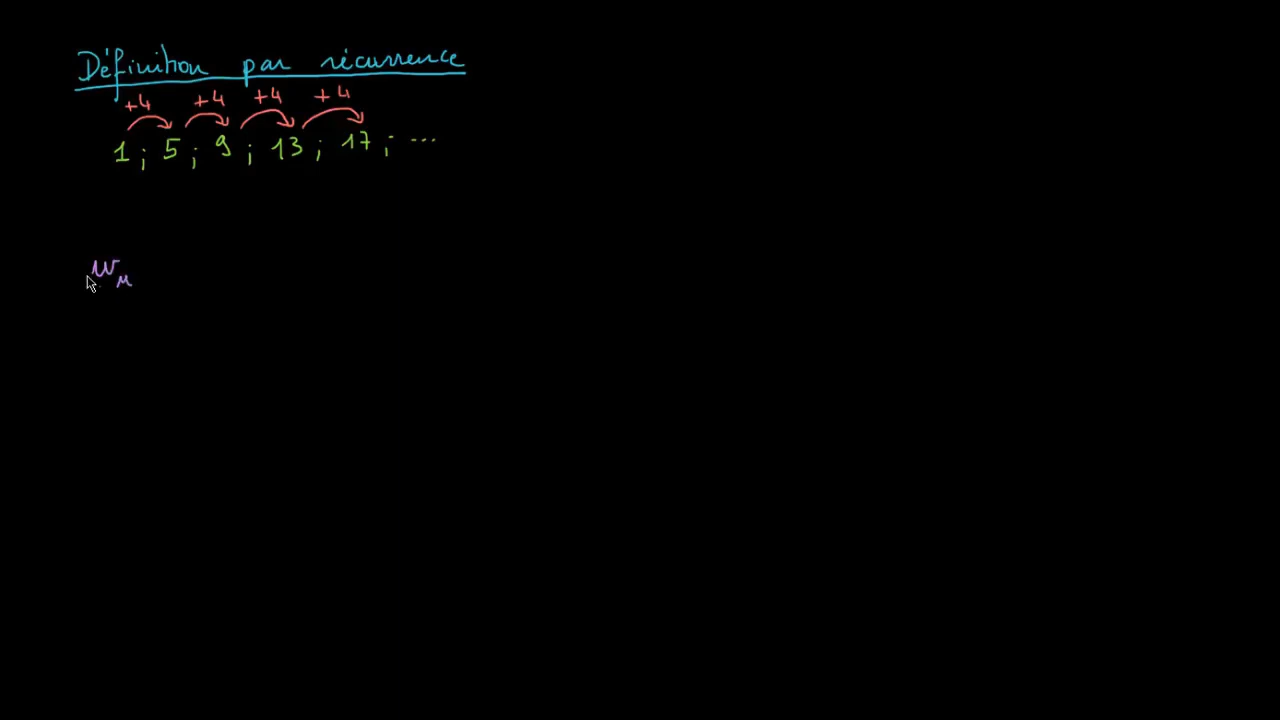 Définition par récurrence
+4 +4 +4 +4
1 ; 5 ; 9 ; 13 ; 17 ; ...
wₙ